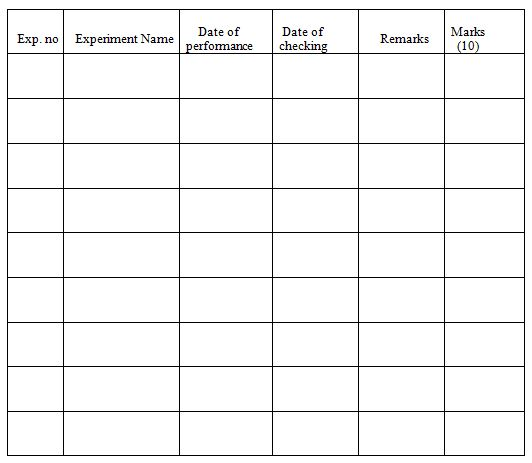 Exp. no
Experiment Name
Date of
performance
Date of
checking
Remarks
Marks
(10)